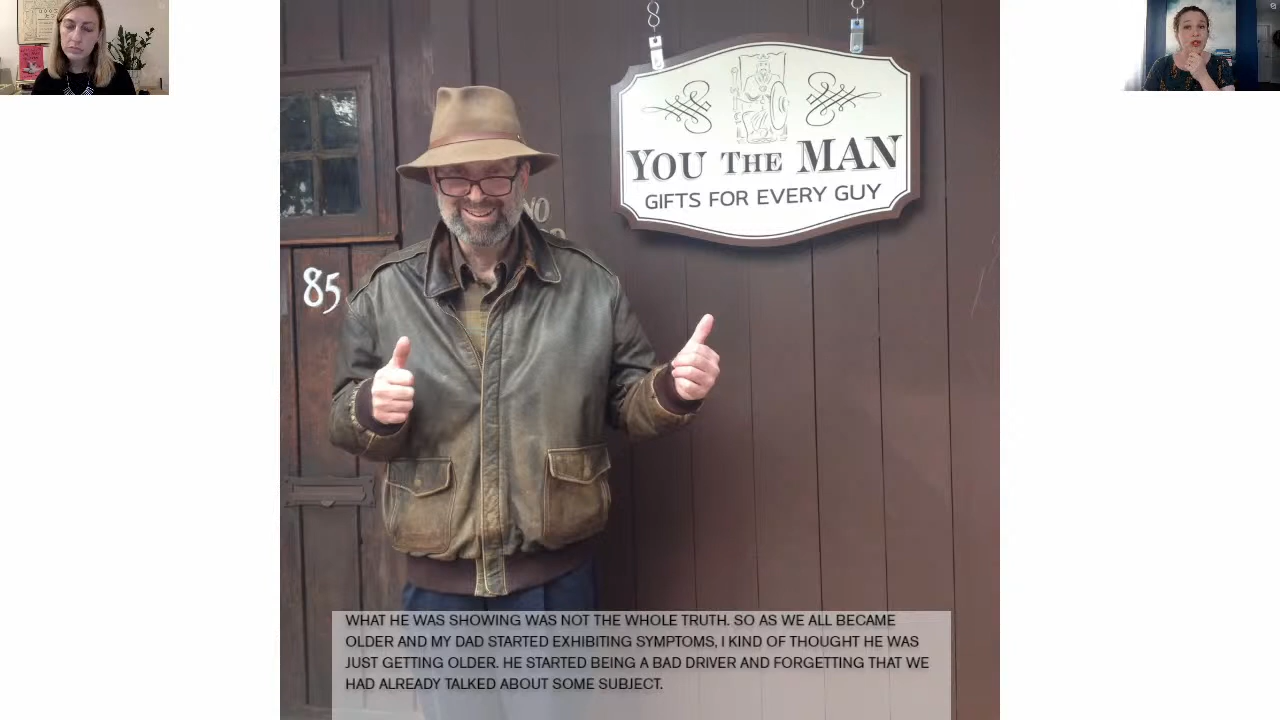 YOU THE MAN
GIFTS FOR EVERY GUY
NO
85
WHAT HE WAS SHOWING WAS NOT THE WHOLE TRUTH. SO AS WE ALL BECAME
OLDER AND MY DAD STARTED EXHIBITING SYMPTOMS, I KIND OF THOUGHT HE WAS
JUST GETTING OLDER. HE STARTED BEING A BAD DRIVER AND FORGETTING THAT WE
HAD ALREADY TALKED ABOUT SOME SUBJECT.